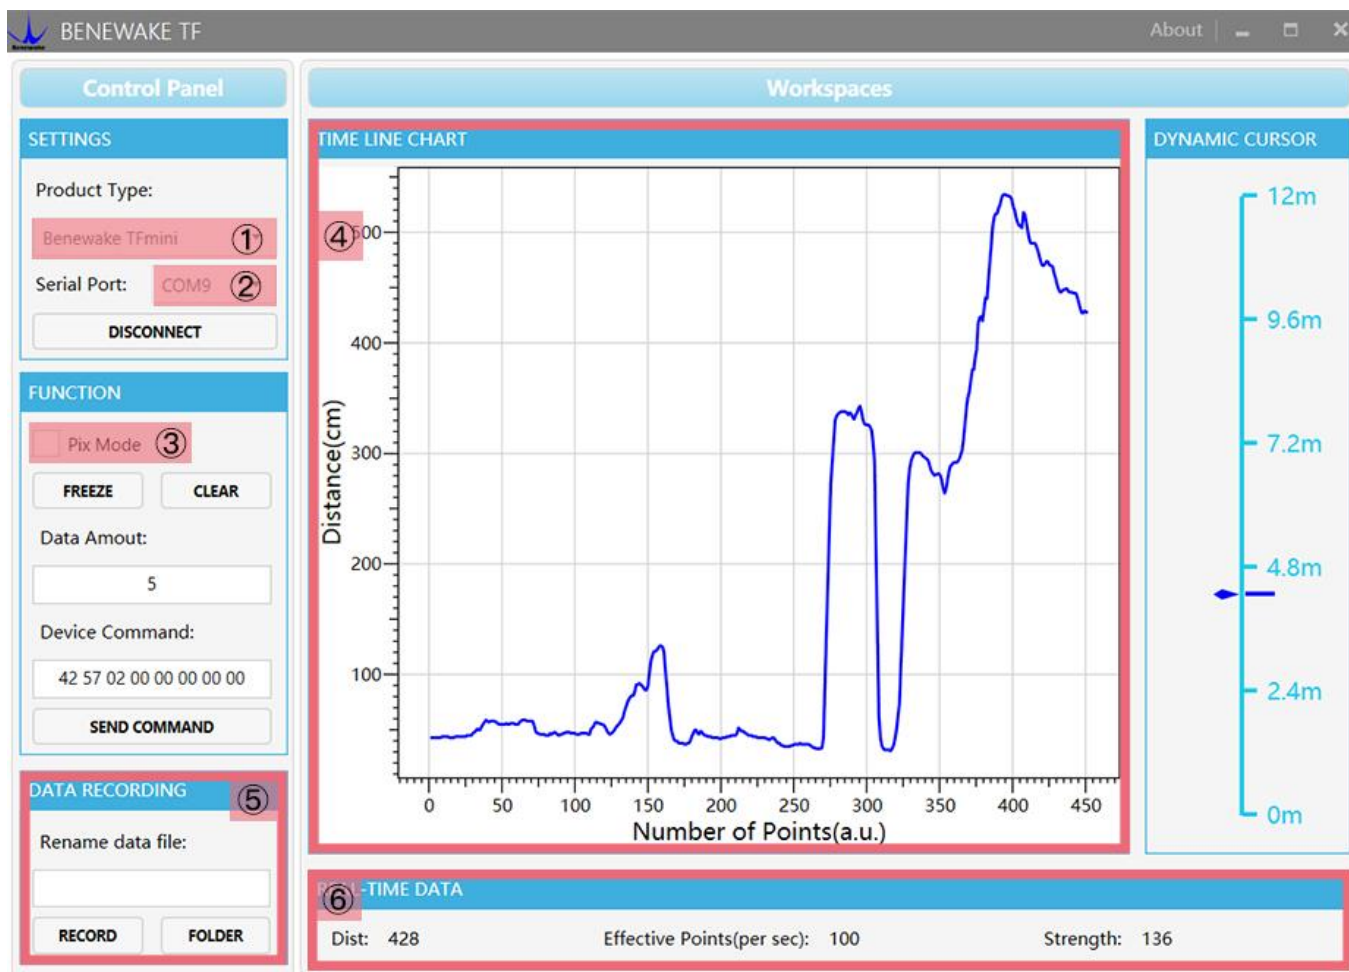 BENEWAKE TF
About
Benewake
Control Panel
Workspaces
SETTINGS
Product Type:
Benewake TFmini ①
Serial Port: COM9 ②
DISCONNECT
FUNCTION
Pix Mode ③
FREEZE CLEAR
Data Amout:
5
Device Command:
42 57 02 00 00 00 00 00
SEND COMMAND
DATA RECORDING ⑤
Rename data file:
RECORD FOLDER
TIME LINE CHART
④
500
400
300
200
100
Distance(cm)
0 50 100 150 200 250 300 350 400 450
Number of Points(a.u.)
DYNAMIC CURSOR
12m
9.6m
7.2m
4.8m
2.4m
0m
⑥ -TIME DATA
Dist: 428 Effective Points(per sec): 100 Strength: 136